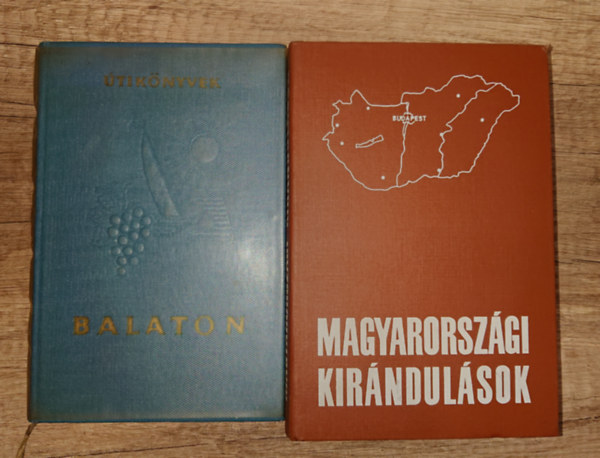 ÚTIKÖNYVEK
BALATON
BUDAPEST
MAGYARORSZÁGI
KIRÁNDULÁSOK